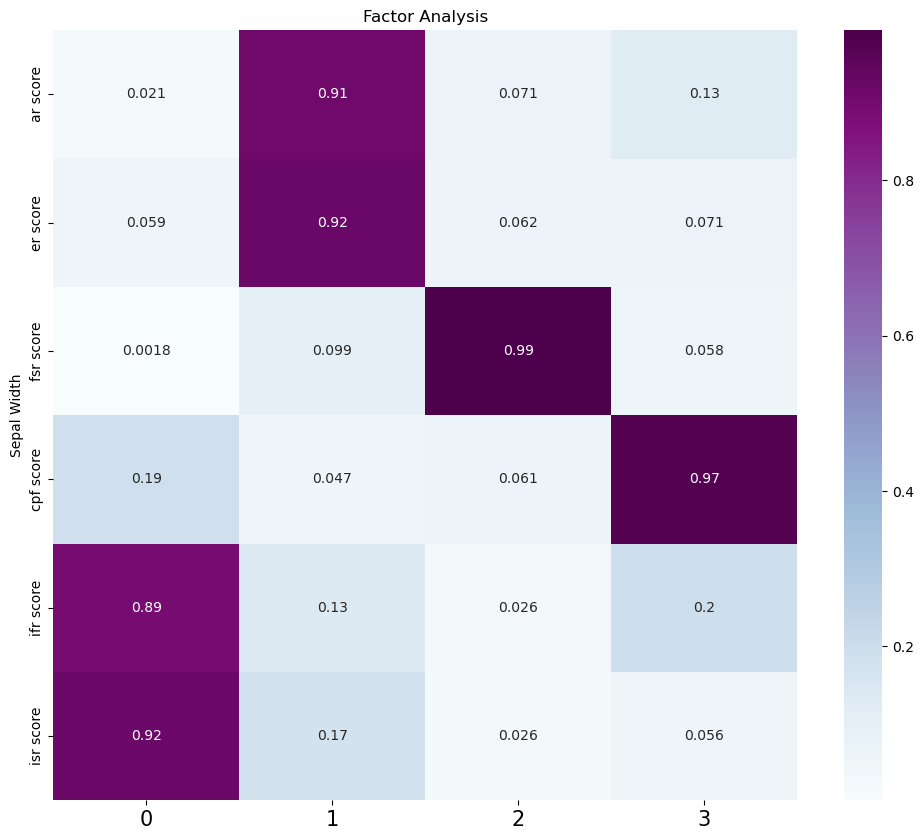 Factor Analysis
Sepal Width
ar score 0.021 0.91 0.071 0.13
er score 0.059 0.92 0.062 0.071
fsr score 0.0018 0.099 0.99 0.058
cpf score 0.19 0.047 0.061 0.97
ifr score 0.89 0.13 0.026 0.2
isr score 0.92 0.17 0.026 0.056
0 1 2 3
0.8
0.6
0.4
0.2